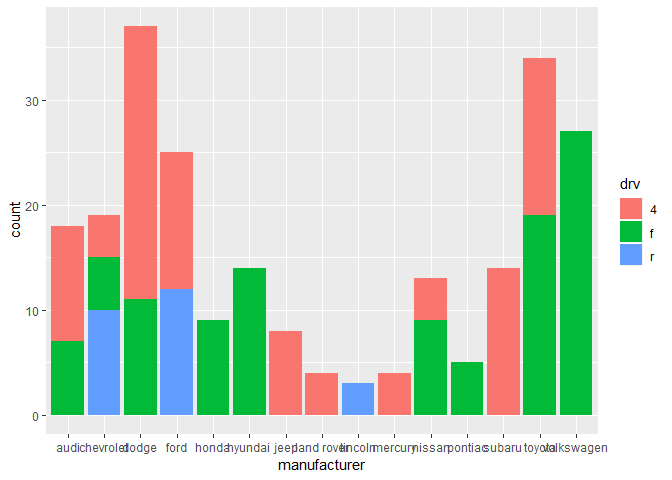 30
20
10
0
count
audi chevrolet dodge ford honda hyundai jeep land rover lincoln mercury nissan pontiac subaru toyota volkswagen
manufacturer
drv
4
f
r